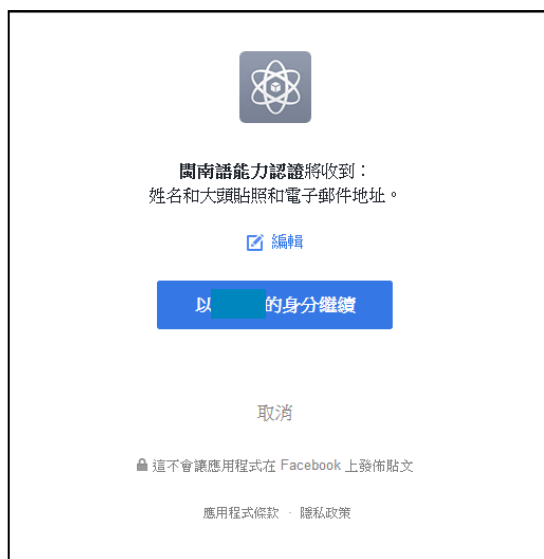 閩南語能力認證將收到：
姓名和大頭貼照和電子郵件地址。
編輯
以 的身分繼續
取消
這不會讓應用程式在 Facebook 上發佈貼文
應用程式條款 · 隱私政策